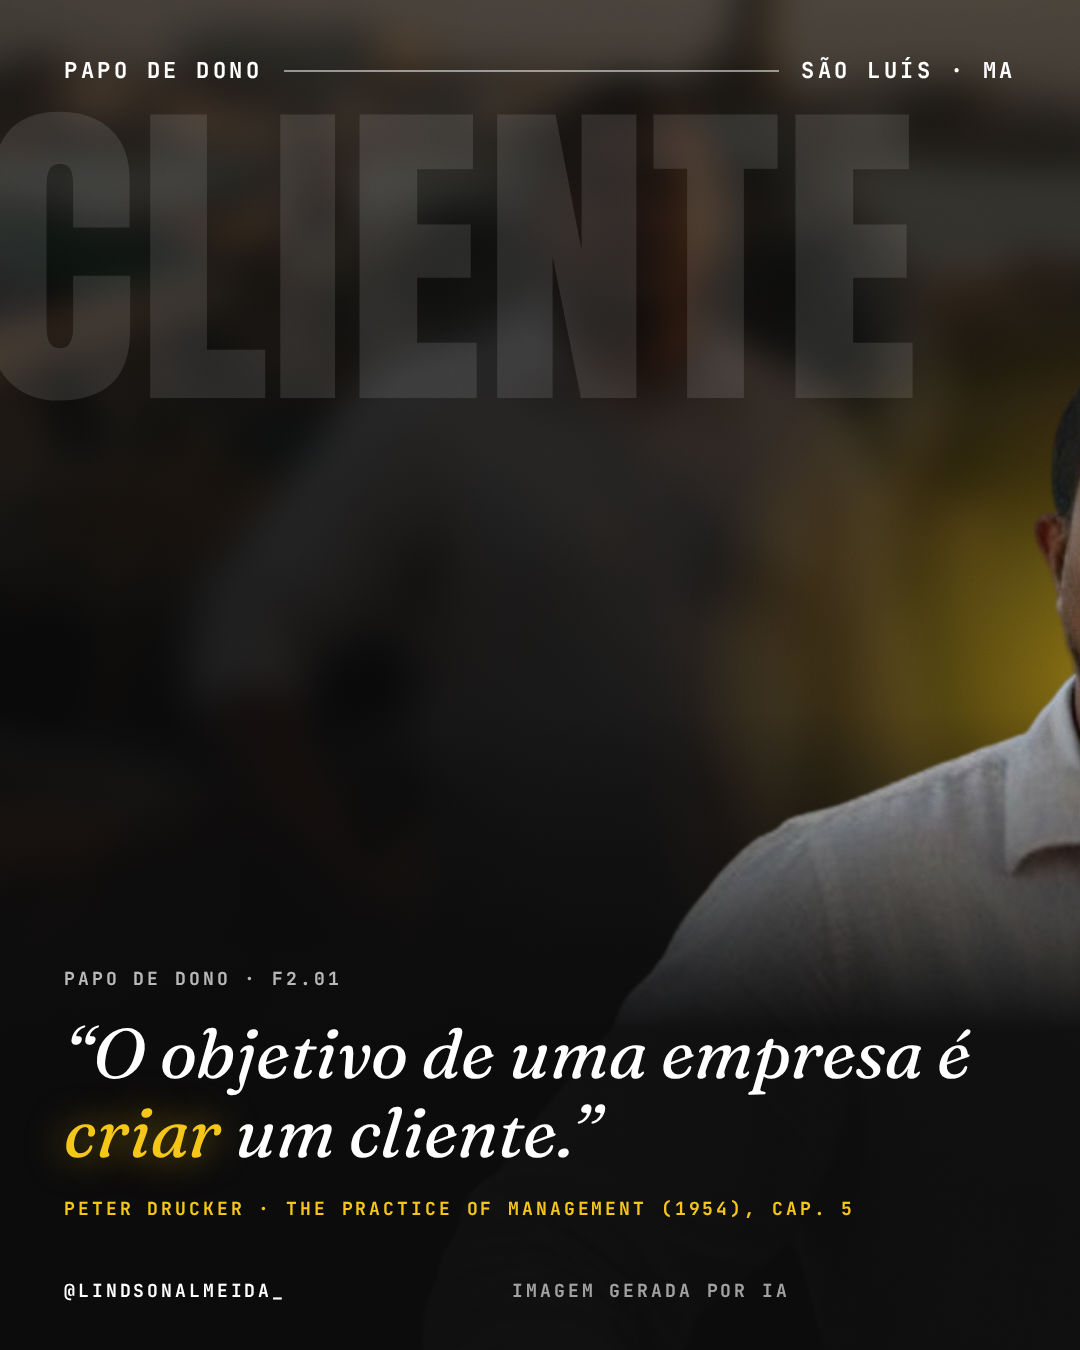 PAPO DE DONO SÃO LUÍS · MA
CLIENTE
PAPO DE DONO · F2.01
“O objetivo de uma empresa é
criar um cliente.”
PETER DRUCKER · THE PRACTICE OF MANAGEMENT (1954), CAP. 5
@LINDSONALMEIDA_ IMAGEM GERADA POR IA